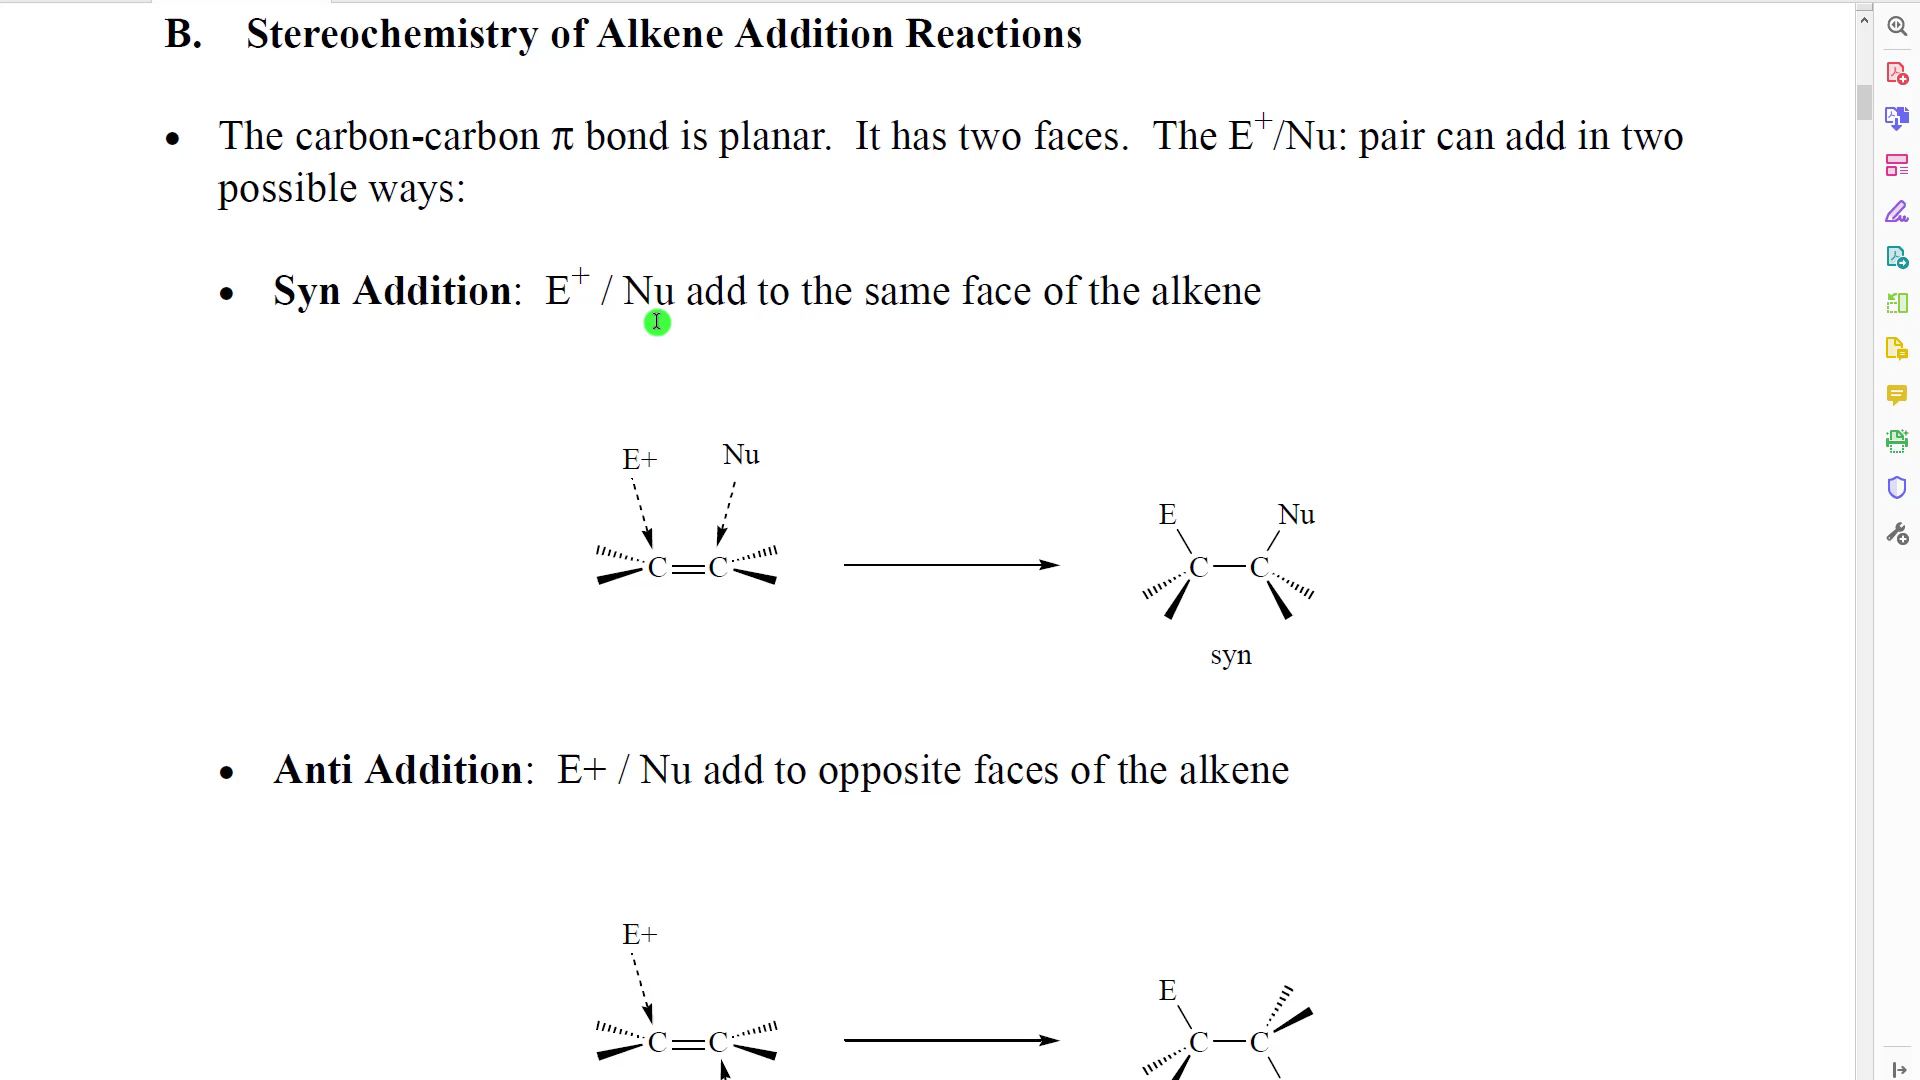 B. Stereochemistry of Alkene Addition Reactions
• The carbon-carbon π bond is planar. It has two faces. The E⁺/Nu: pair can add in two
possible ways:
• Syn Addition: E⁺ / Nu add to the same face of the alkene
E+ Nu
E Nu
C C
C C
syn
• Anti Addition: E+ / Nu add to opposite faces of the alkene
E+
E
C C
C C